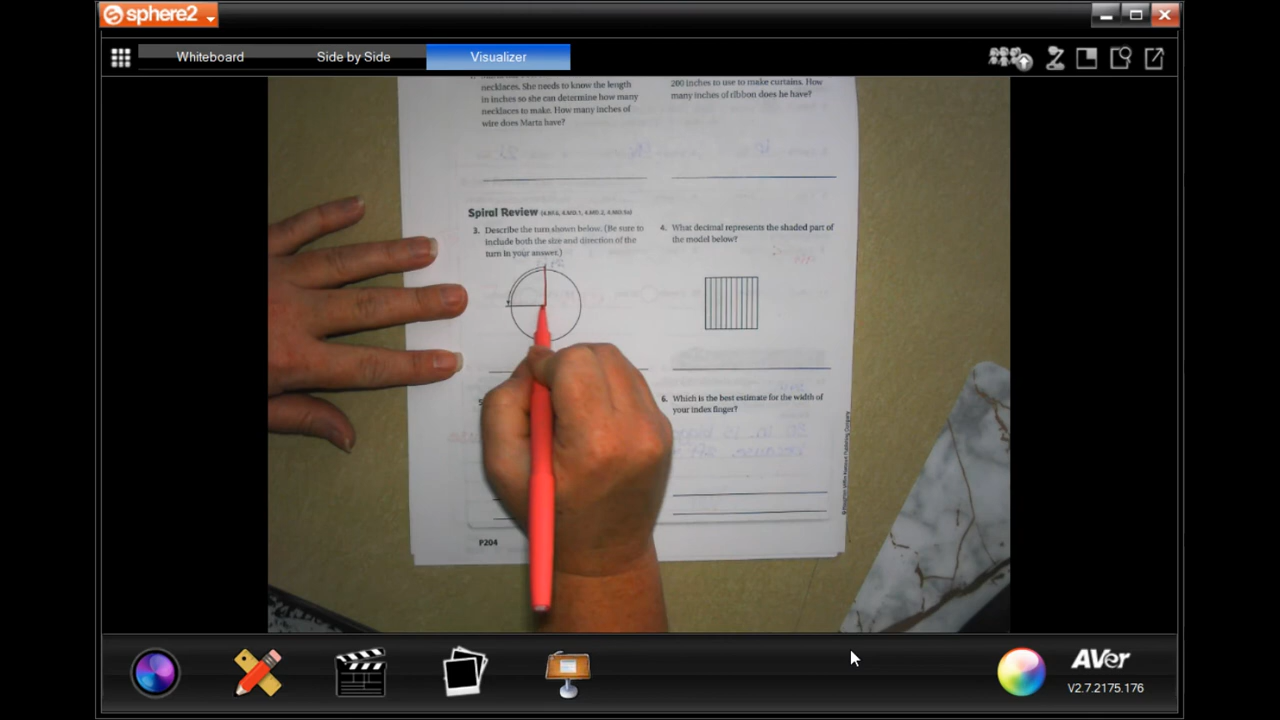 sphere2
Whiteboard Side by Side Visualizer
necklaces. She needs to know the length
in inches so she can determine how many
necklaces to make. How many inches of
wire does Marta have?
200 inches to use to make curtains. How
many inches of ribbon does he have?
Spiral Review
3. Describe the turn shown below. (Be sure to
include both the size and direction of the
turn in your answer.)
4. What decimal represents the shaded part of
the model below?
6. Which is the best estimate for the width of
your index finger?
P204
AVer
V2.7.2175.176